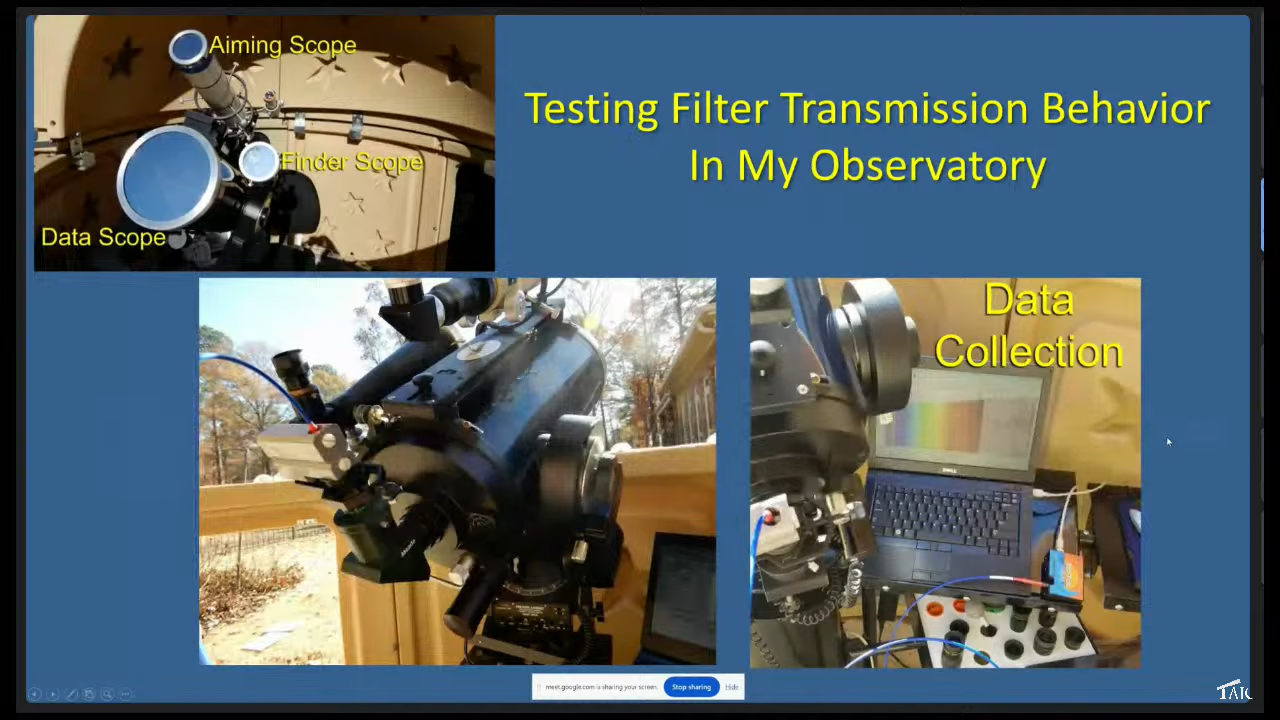 Aiming Scope
Finder Scope
Data Scope
Testing Filter Transmission Behavior
In My Observatory
Data
Collection
DELL
meet.google.com is sharing your screen.
Stop sharing
Hide